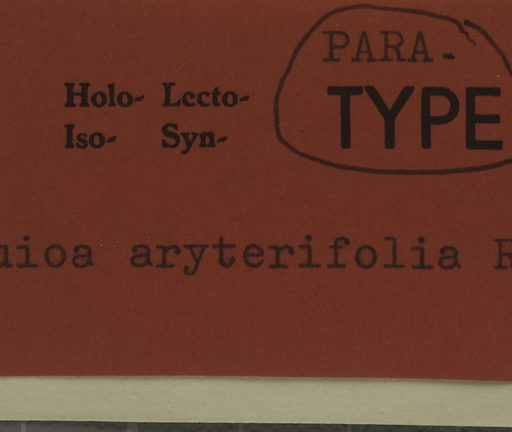 PARA-
Holo- Lecto- TYPE
Iso- Syn-
uioa aryterifolia R